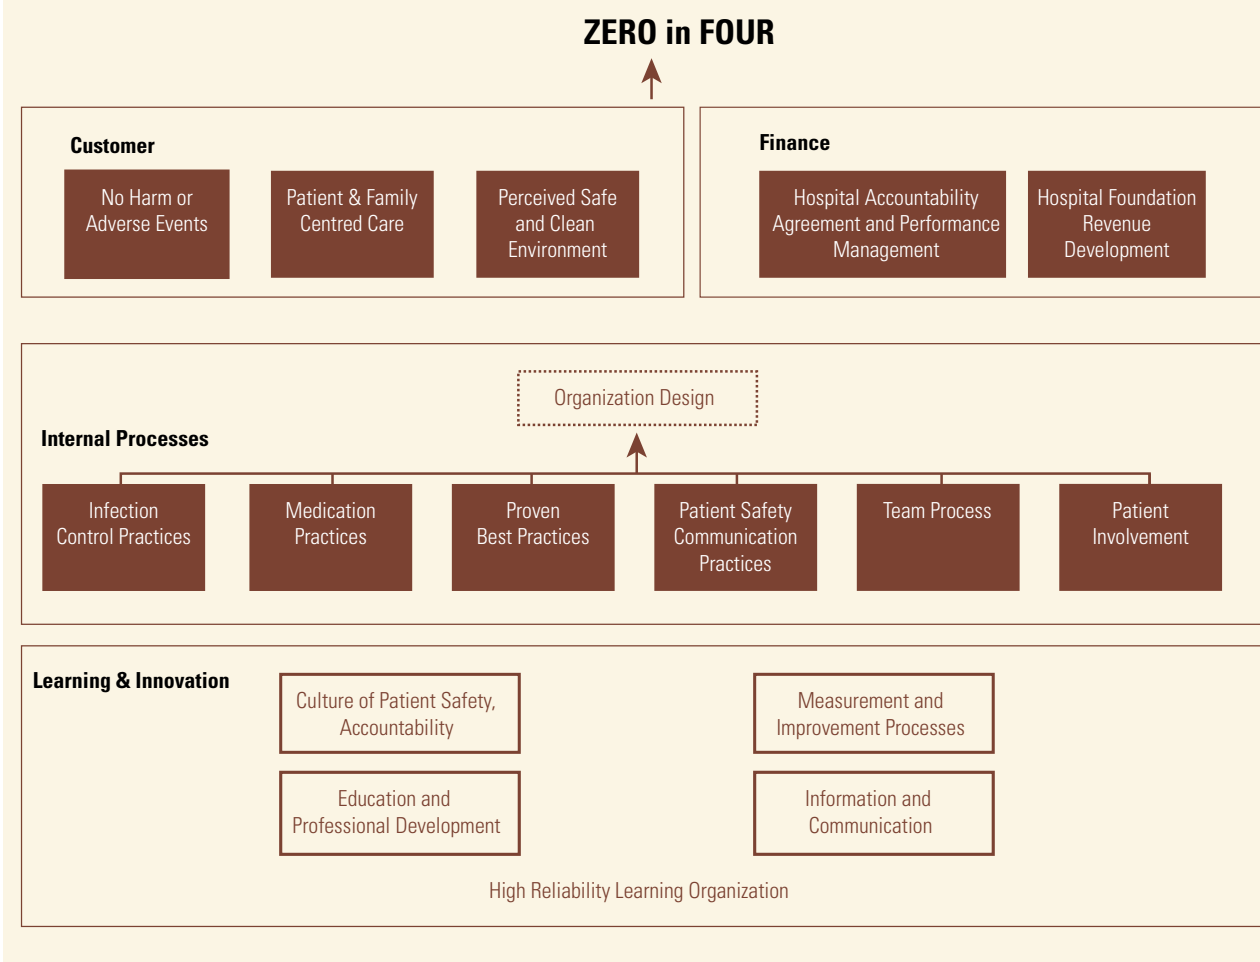 ZERO in FOUR
Customer
No Harm or
Adverse Events
Patient & Family
Centred Care
Perceived Safe
and Clean
Environment
Finance
Hospital Accountability
Agreement and Performance
Management
Hospital Foundation
Revenue
Development
Organization Design
Internal Processes
Infection
Control Practices
Medication
Practices
Proven
Best Practices
Patient Safety
Communication
Practices
Team Process
Patient
Involvement
Learning & Innovation
Culture of Patient Safety,
Accountability
Measurement and
Improvement Processes
Education and
Professional Development
Information and
Communication
High Reliability Learning Organization